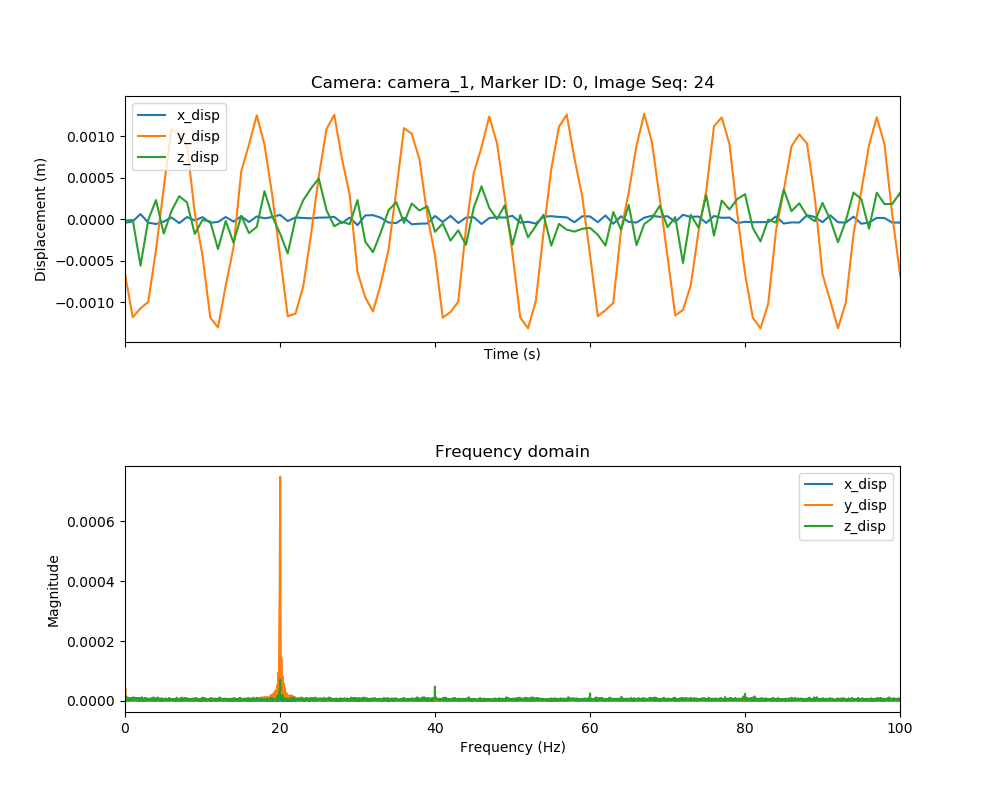 Camera: camera_1, Marker ID: 0, Image Seq: 24
x_disp
y_disp
z_disp
0.0010
0.0005
0.0000
−0.0005
−0.0010
Displacement (m)
Time (s)
Frequency domain
x_disp
y_disp
z_disp
0.0006
0.0004
0.0002
0.0000
Magnitude
0 20 40 60 80 100
Frequency (Hz)